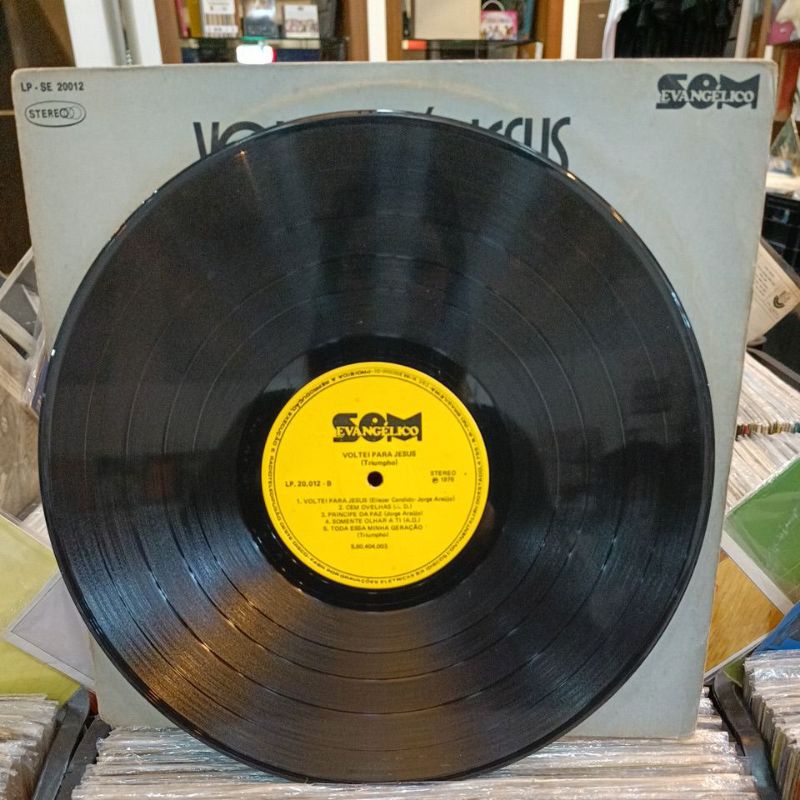 LP - SE 20012
STEREO
SOM
EVANGÉLICO
SOM
EVANGÉLICO
VOLTEI PARA JESUS
(Triumpho)
LP. 20.012 - B
STEREO
℗ 1976
1. VOLTEI PARA JESUS (Eliezer Candido-Jorge Araújo)
2. CEM OVELHAS (A. D.)
3. PRINCIPE DA PAZ (Jorge Araújo)
4. SOMENTE OLHAR A TI (A.D.)
5. TODA ESSA MINHA GERAÇÃO
(Triumpho)